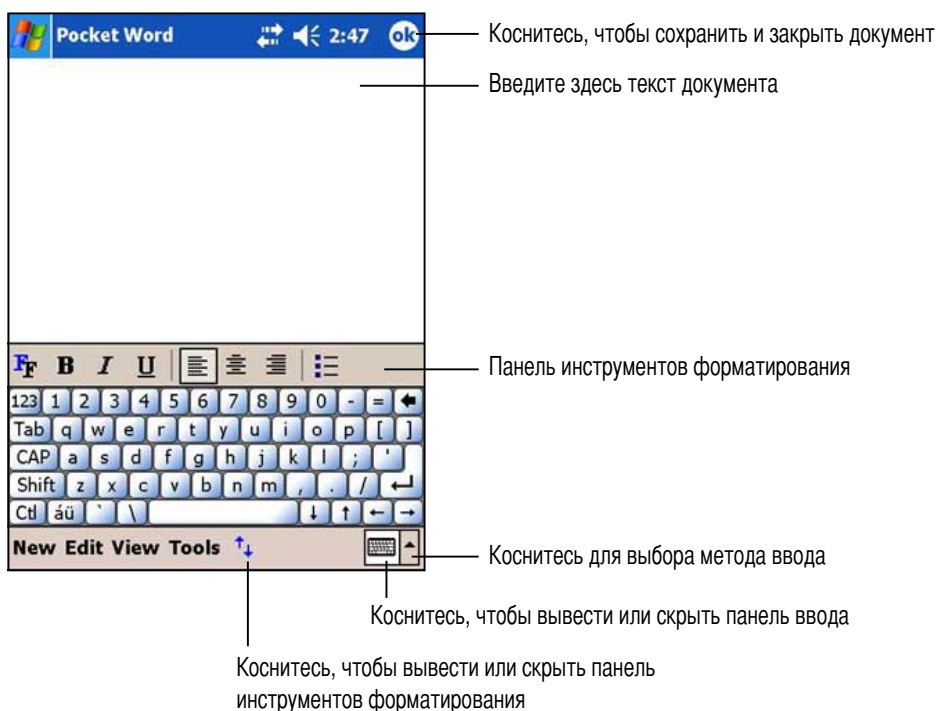 Pocket Word 2:47 ok
Коснитесь, чтобы сохранить и закрыть документ
Введите здесь текст документа
FF B I U
Панель инструментов форматирования
123 1 2 3 4 5 6 7 8 9 0 - =
Tab q w e r t y u i o p [ ]
CAP a s d f g h j k l ; '
Shift z x c v b n m , . /
Ctl áü ` \ ↓ ↑ ← →
New Edit View Tools
Коснитесь для выбора метода ввода
Коснитесь, чтобы вывести или скрыть панель ввода
Коснитесь, чтобы вывести или скрыть панель
инструментов форматирования